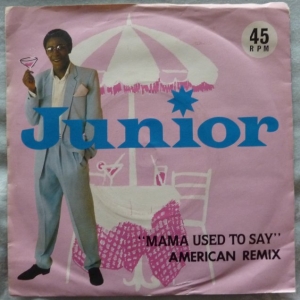 45
RPM
Junior
"MAMA USED TO SAY"
AMERICAN REMIX